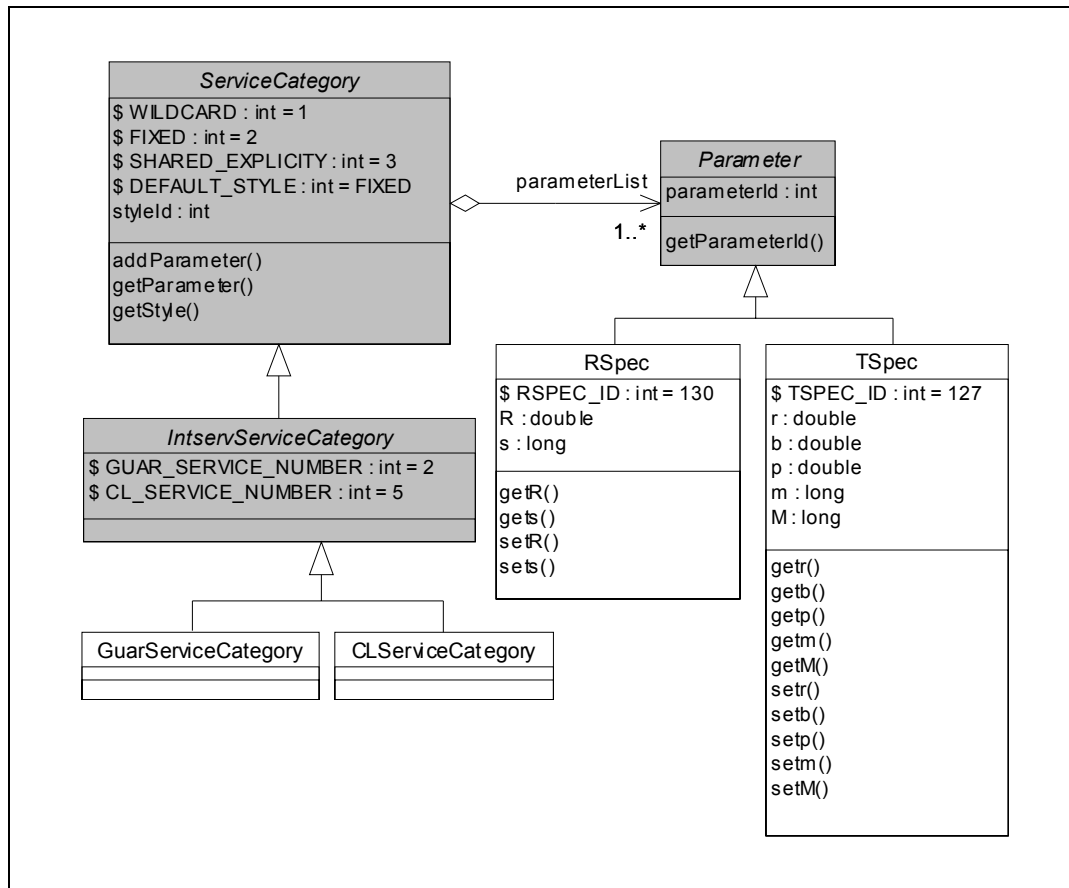 ServiceCategory
$ WILDCARD : int = 1
$ FIXED : int = 2
$ SHARED_EXPLICITY : int = 3
$ DEFAULT_STYLE : int = FIXED
styleId : int
addParameter()
getParameter()
getStyle()
parameterList
1..*
Parameter
parameterId : int
getParameterId()
IntservServiceCategory
$ GUAR_SERVICE_NUMBER : int = 2
$ CL_SERVICE_NUMBER : int = 5
GuarServiceCategory
CLServiceCategory
RSpec
$ RSPEC_ID : int = 130
R : double
s : long
getR()
gets()
setR()
sets()
TSpec
$ TSPEC_ID : int = 127
r : double
b : double
p : double
m : long
M : long
getr()
getb()
getp()
getm()
getM()
setr()
setb()
setp()
setm()
setM()